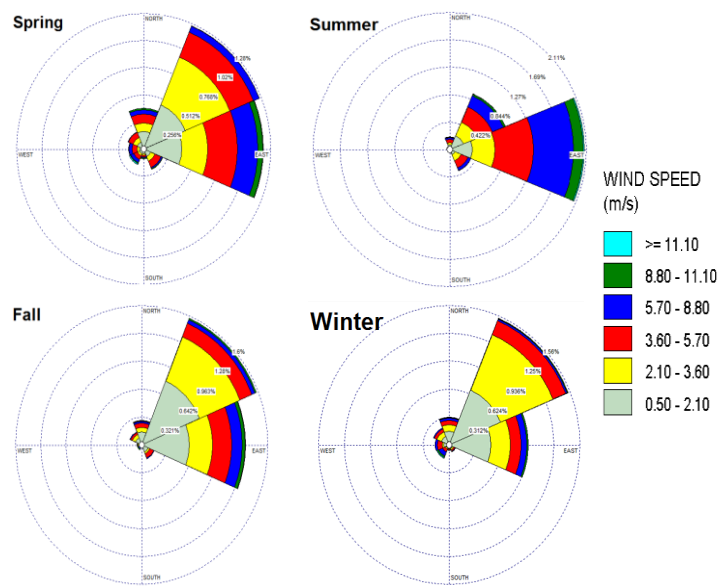 Spring
NORTH
1.28%
1.02%
0.768%
0.512%
0.256%
WEST
EAST
SOUTH
Summer
NORTH
2.11%
1.69%
1.27%
0.844%
0.422%
WEST
EAST
SOUTH
Fall
NORTH
1.6%
1.28%
0.963%
0.642%
0.321%
WEST
EAST
SOUTH
Winter
NORTH
1.56%
1.25%
0.936%
0.624%
0.312%
WEST
EAST
SOUTH
WIND SPEED
(m/s)
>= 11.10
8.80 - 11.10
5.70 - 8.80
3.60 - 5.70
2.10 - 3.60
0.50 - 2.10